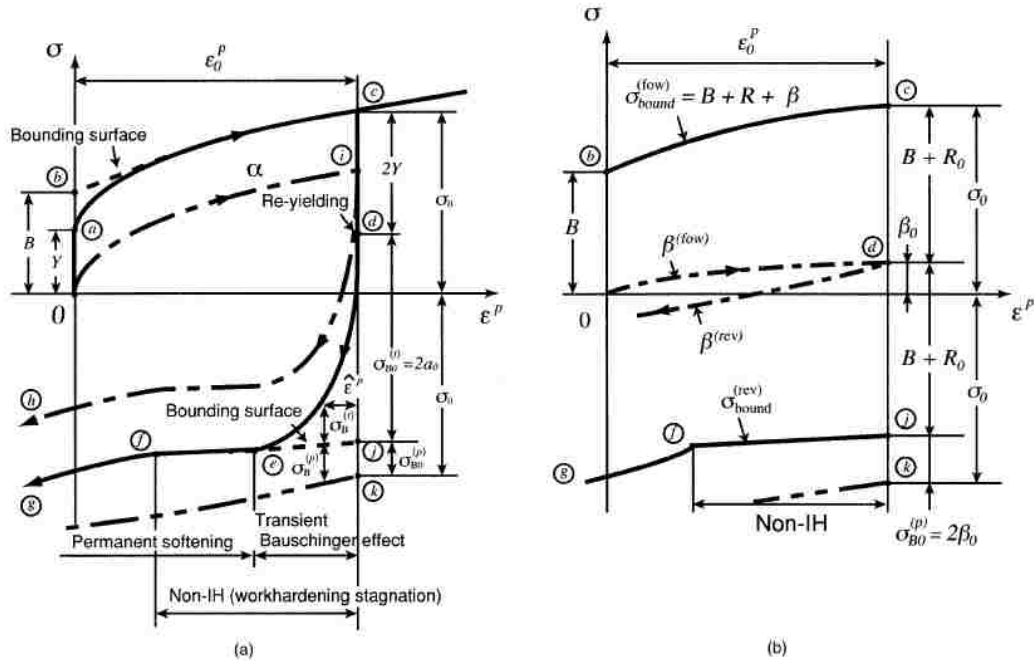 σ
ε₀ᵖ
ⓒ
Bounding surface
ⓑ
α
ⓘ
2Y
Re-yielding
ⓐ
ⓓ
σ₀
B
Y
0
εᵖ
σ_B0^(t) = 2a₀
ε̂ᵖ
σ₀
ⓗ
Bounding surface
σ_B^(t)
ⓕ
ⓔ
σ_B^(p)
ⓙ
σ_B0^(p)
ⓖ
ⓚ
Transient
Permanent softening
Bauschinger effect
Non-IH (workhardening stagnation)
(a)
σ
ε₀ᵖ
σ_bound^(fow) = B + R + β
ⓒ
ⓑ
B + R₀
σ₀
B
β₀
β^(fow)
ⓓ
0
εᵖ
β^(rev)
B + R₀
σ₀
σ_bound^(rev)
ⓕ
ⓙ
ⓖ
ⓚ
Non-IH
σ_B0^(p) = 2β₀
(b)